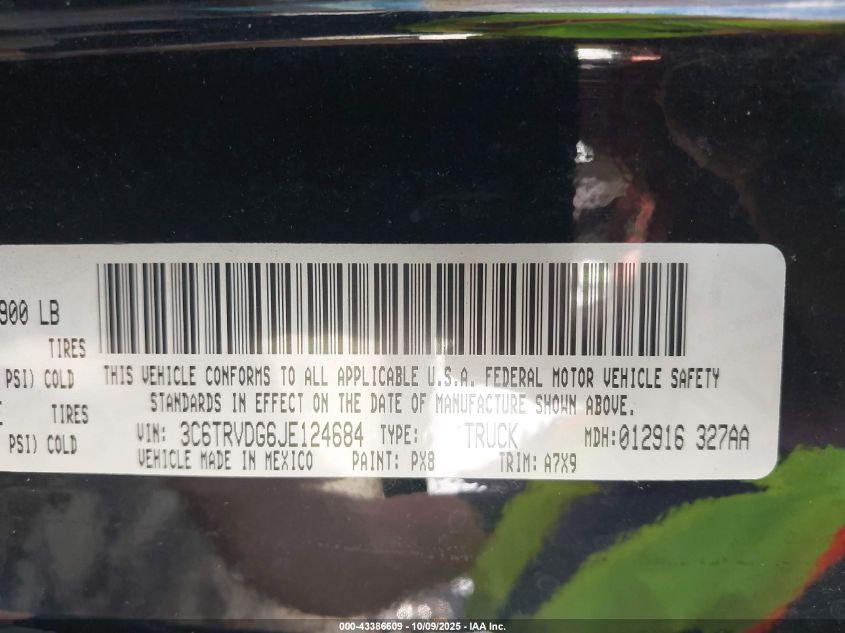 900 LB
TIRES
PSI) COLD
TIRES
PSI) COLD
THIS VEHICLE CONFORMS TO ALL APPLICABLE U.S.A. FEDERAL MOTOR VEHICLE SAFETY
STANDARDS IN EFFECT ON THE DATE OF MANUFACTURE SHOWN ABOVE.
VIN: 3C6TRVDG6JE124684 TYPE: TRUCK MDH:012916 327AA
VEHICLE MADE IN MEXICO PAINT: PX8 TRIM: A7X9
000-43386609 - 10/09/2025 - IAA Inc.